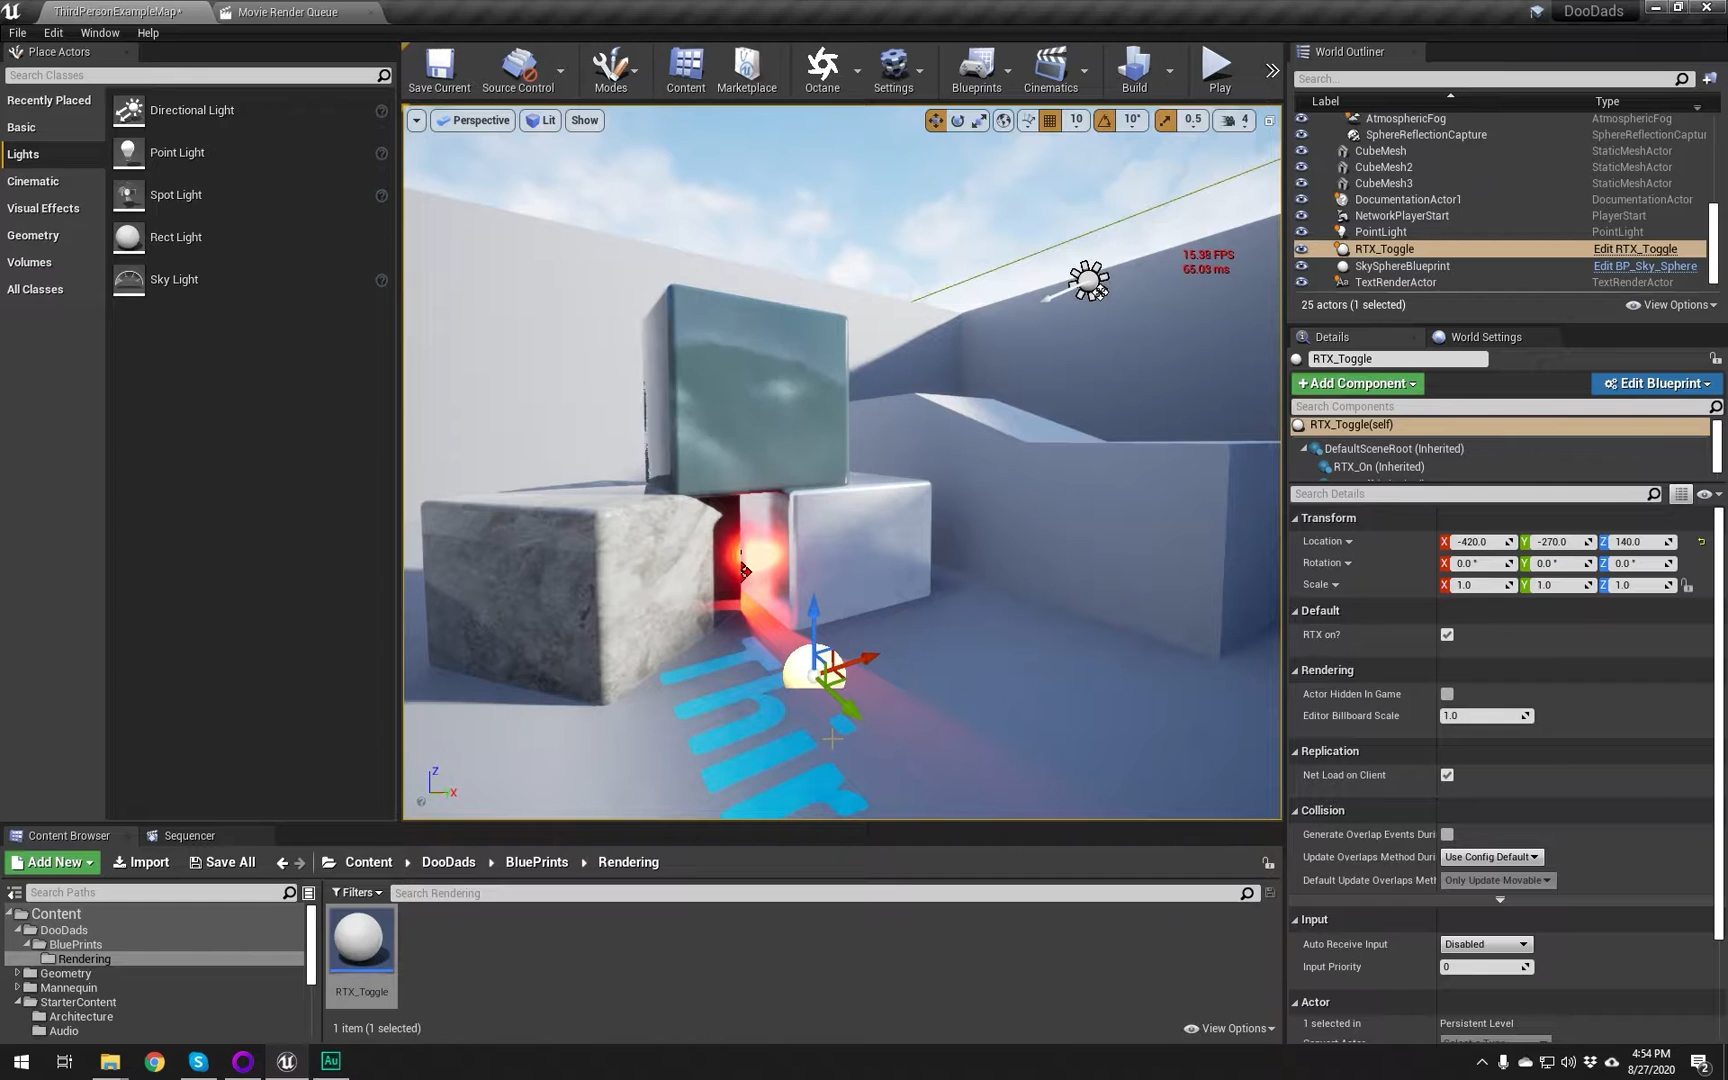 ThirdPersonExampleMap*
Movie Render Queue
DooDads
File
Edit
Window
Help
Place Actors
Search Classes
Recently Placed
Basic
Lights
Cinematic
Visual Effects
Geometry
Volumes
All Classes
Directional Light
Point Light
Spot Light
Rect Light
Sky Light
Save Current
Source Control
Modes
Content
Marketplace
Octane
Settings
Blueprints
Cinematics
Build
Play
Perspective
Lit
Show
10
10°
0.5
4
15.38 FPS
65.03 ms
Thir
Z
X
World Outliner
Search...
Label
Type
AtmosphericFog
AtmosphericFog
SphereReflectionCapture
SphereReflectionCaptur
CubeMesh
StaticMeshActor
CubeMesh2
StaticMeshActor
CubeMesh3
StaticMeshActor
DocumentationActor1
DocumentationActor
NetworkPlayerStart
PlayerStart
PointLight
PointLight
RTX_Toggle
Edit RTX_Toggle
SkySphereBlueprint
Edit BP_Sky_Sphere
TextRenderActor
TextRenderActor
25 actors (1 selected)
View Options
Details
World Settings
RTX_Toggle
+Add Component
Edit Blueprint
Search Components
RTX_Toggle(self)
DefaultSceneRoot (Inherited)
RTX_On (Inherited)
Search Details
Transform
Location
X -420.0
Y -270.0
Z 140.0
Rotation
X 0.0 °
Y 0.0 °
Z 0.0 °
Scale
X 1.0
Y 1.0
Z 1.0
Default
RTX on?
Rendering
Actor Hidden In Game
Editor Billboard Scale
1.0
Replication
Net Load on Client
Collision
Generate Overlap Events Duri
Update Overlaps Method Duri
Use Config Default
Default Update Overlaps Meth
Only Update Movable
Input
Auto Receive Input
Disabled
Input Priority
0
Actor
1 selected in
Persistent Level
Content Browser
Sequencer
Add New
Import
Save All
Content
DooDads
BluePrints
Rendering
Search Paths
Filters
Search Rendering
Content
DooDads
BluePrints
Rendering
Geometry
Mannequin
StarterContent
Architecture
Audio
RTX_Toggle
1 item (1 selected)
View Options
Au
4:54 PM
8/27/2020
2